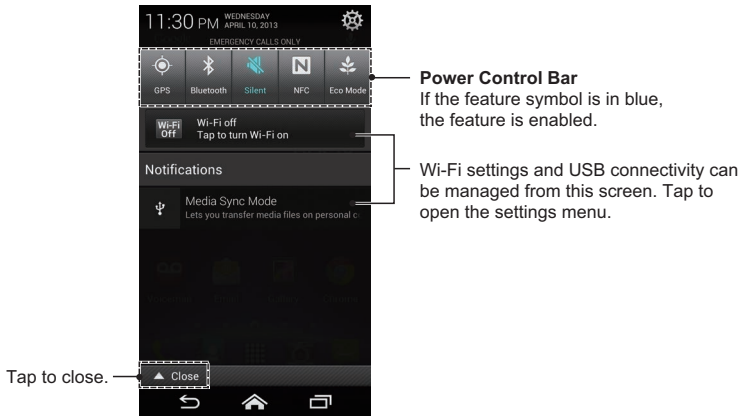 11:30 PM WEDNESDAY
APRIL 10, 2013
EMERGENCY CALLS ONLY
GPS Bluetooth Silent NFC Eco Mode
Power Control Bar
If the feature symbol is in blue,
the feature is enabled.
Wi-Fi Off
Wi-Fi off
Tap to turn Wi-Fi on
Notifications
Wi-Fi settings and USB connectivity can
be managed from this screen. Tap to
open the settings menu.
Media Sync Mode
Lets you transfer media files on personal c
Tap to close.
Close